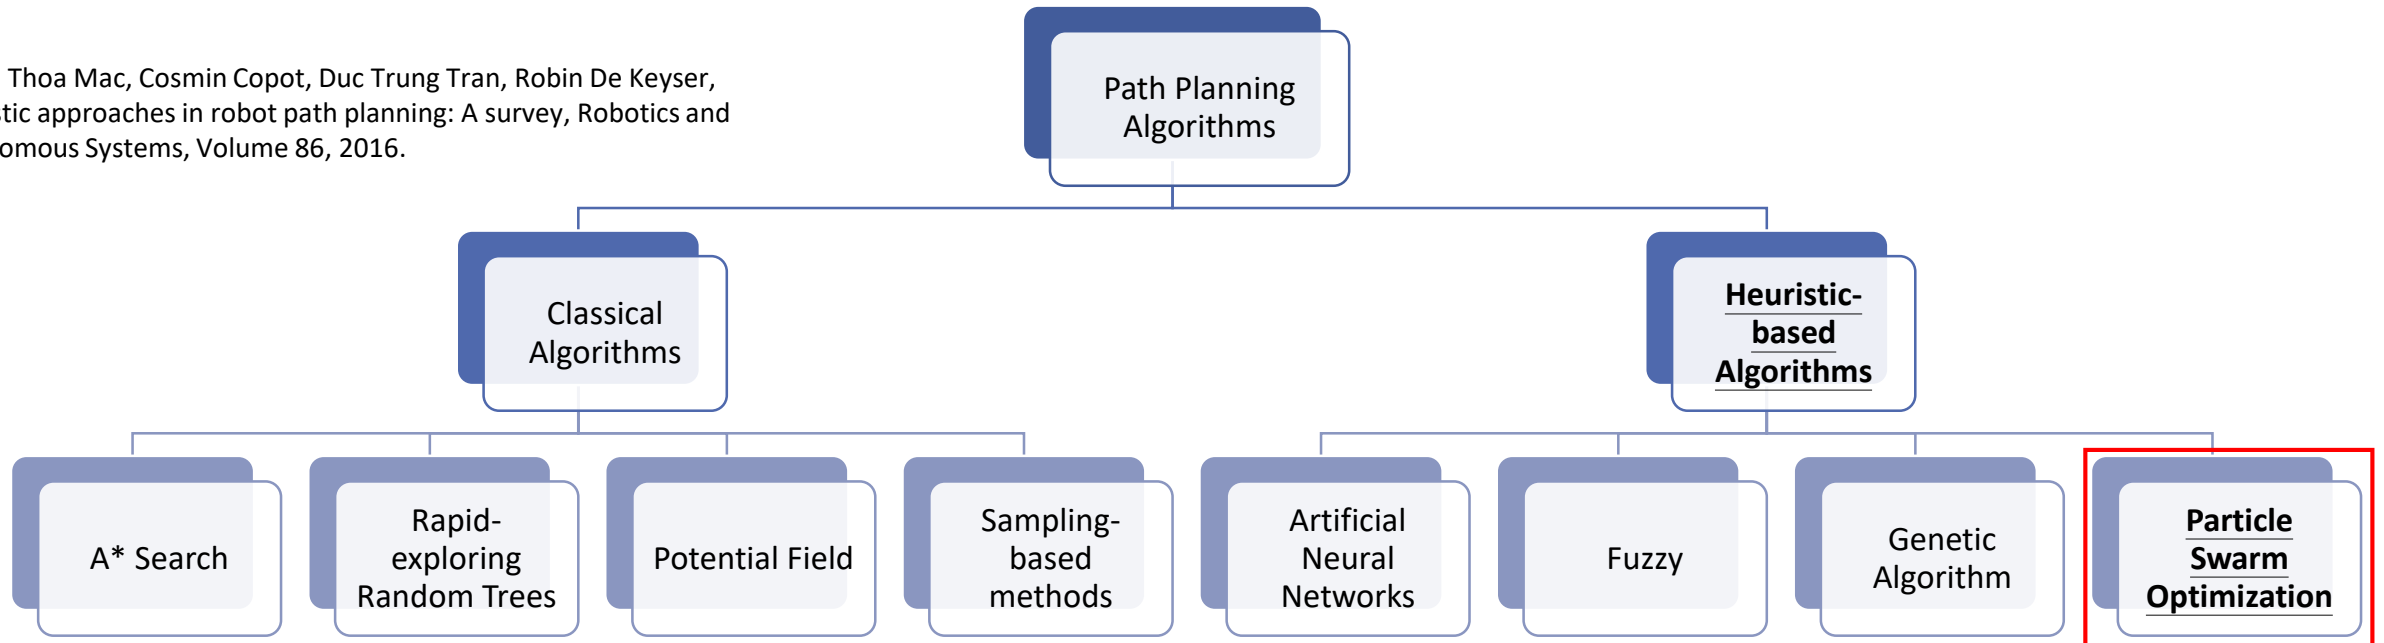 Thoa Mac, Cosmin Copot, Duc Trung Tran, Robin De Keyser,
stic approaches in robot path planning: A survey, Robotics and
omous Systems, Volume 86, 2016.
Path Planning
Algorithms
Classical
Algorithms
Heuristic-
based
Algorithms
A* Search
Rapid-
exploring
Random Trees
Potential Field
Sampling-
based
methods
Artificial
Neural
Networks
Fuzzy
Genetic
Algorithm
Particle
Swarm
Optimization